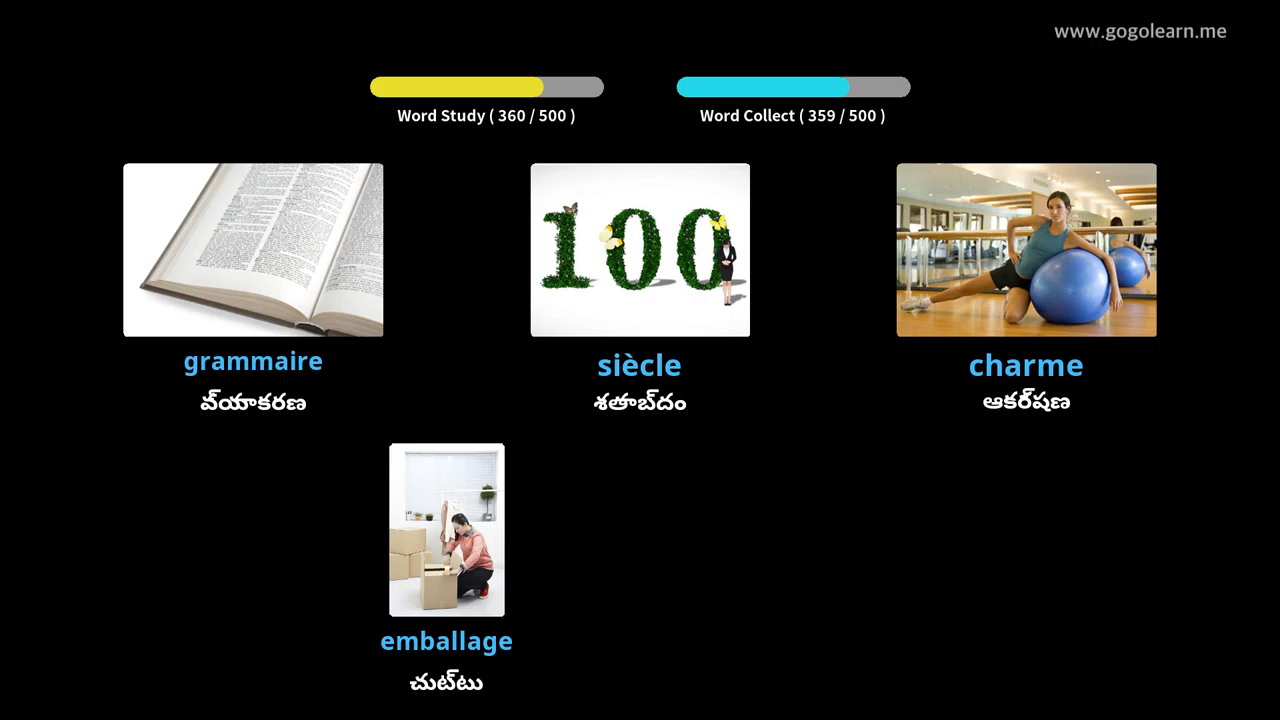 www.gogolearn.me
Word Study ( 360 / 500 )
Word Collect ( 359 / 500 )
grammaire
siècle
charme
వ్‌యాకరణ
శతాబ్‌దం
ఆకర్‌షణ
emballage
చుట్‌టు